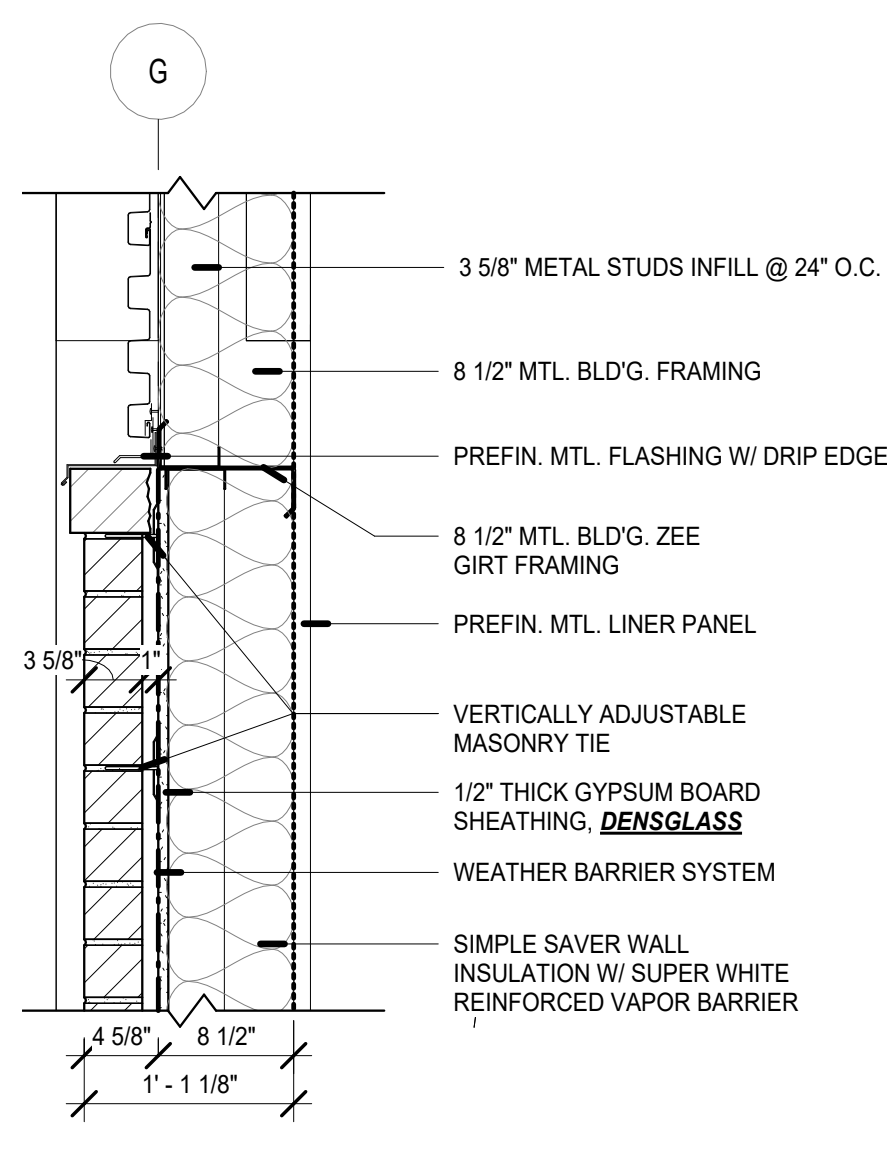 G
3 5/8" METAL STUDS INFILL @ 24" O.C.
8 1/2" MTL. BLD'G. FRAMING
PREFIN. MTL. FLASHING W/ DRIP EDGE
8 1/2" MTL. BLD'G. ZEE
GIRT FRAMING
PREFIN. MTL. LINER PANEL
3 5/8" 1"
VERTICALLY ADJUSTABLE
MASONRY TIE
1/2" THICK GYPSUM BOARD
SHEATHING, DENSGLASS
WEATHER BARRIER SYSTEM
SIMPLE SAVER WALL
INSULATION W/ SUPER WHITE
REINFORCED VAPOR BARRIER
4 5/8" 8 1/2"
1' - 1 1/8"